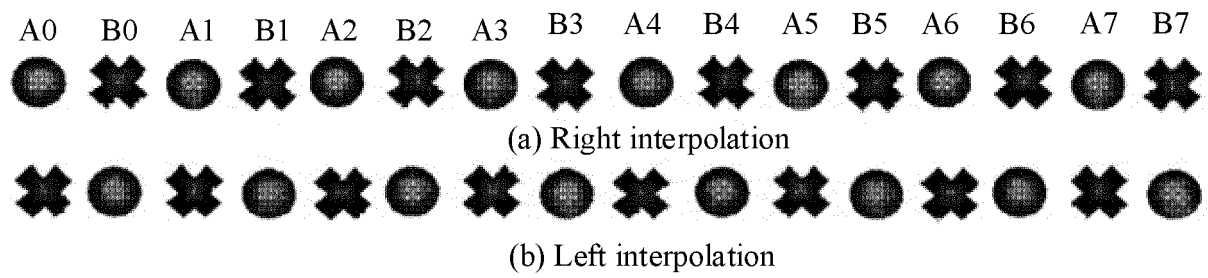 A0 B0 A1 B1 A2 B2 A3 B3 A4 B4 A5 B5 A6 B6 A7 B7
(a) Right interpolation
(b) Left interpolation